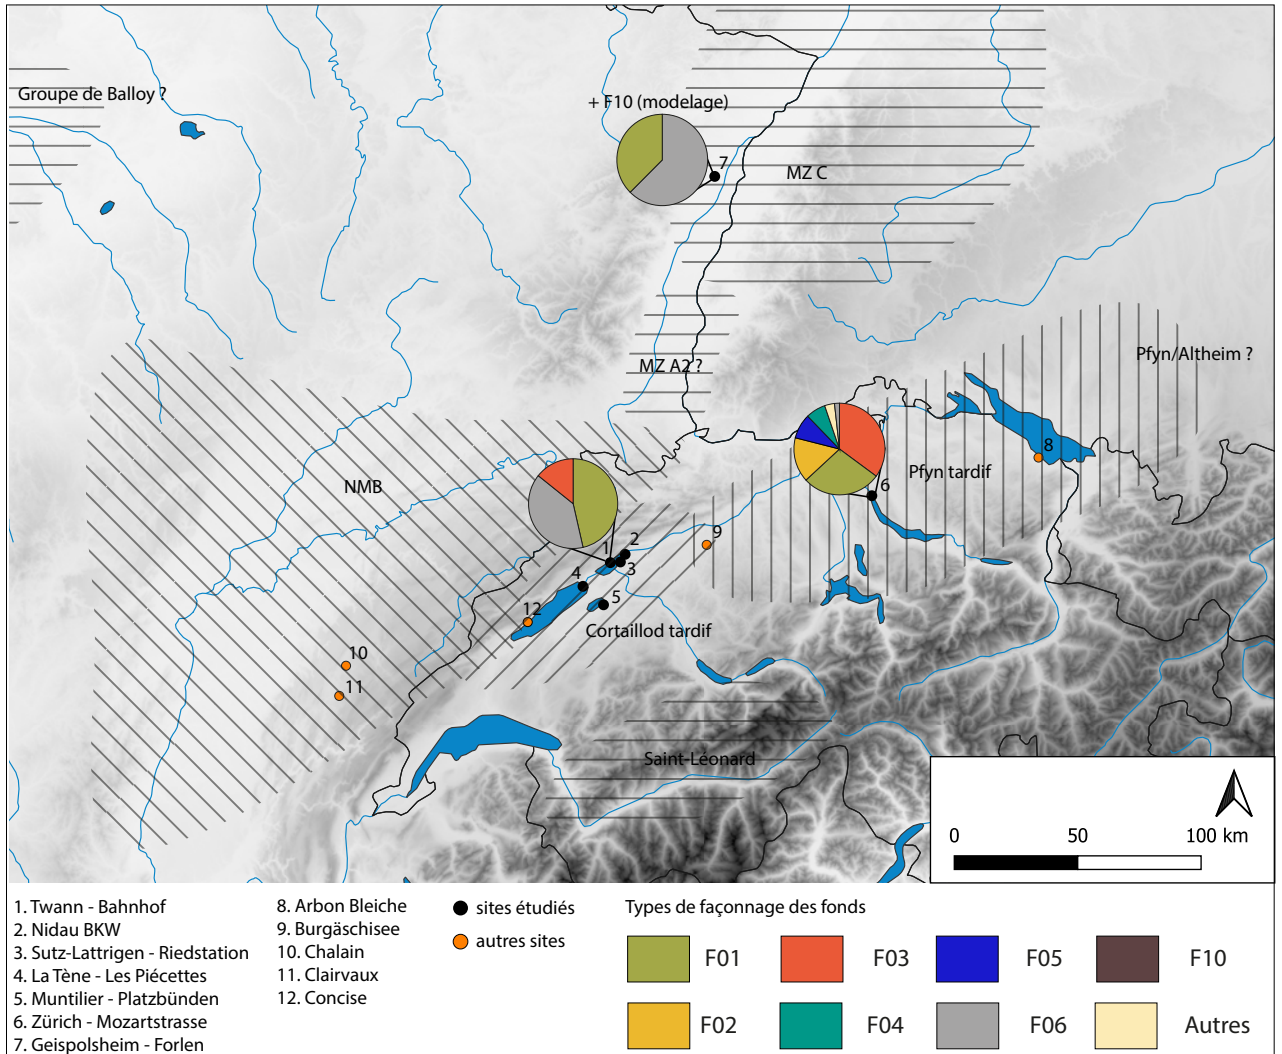 Groupe de Balloy ?
+ F10 (modelage)
7
MZ C
MZ A2 ?
Pfyn/Altheim ?
8
Pfyn tardif
6
NMB
9
1
2
3
4
5
12
Cortaillod tardif
10
11
Saint-Léonard
0 50 100 km
1. Twann - Bahnhof
2. Nidau BKW
3. Sutz-Lattrigen - Riedstation
4. La Tène - Les Piécettes
5. Muntilier - Platzbünden
6. Zürich - Mozartstrasse
7. Geispolsheim - Forlen
8. Arbon Bleiche
9. Burgäschisee
10. Chalain
11. Clairvaux
12. Concise
sites étudiés
autres sites
Types de façonnage des fonds
F01 F03 F05 F10
F02 F04 F06 Autres